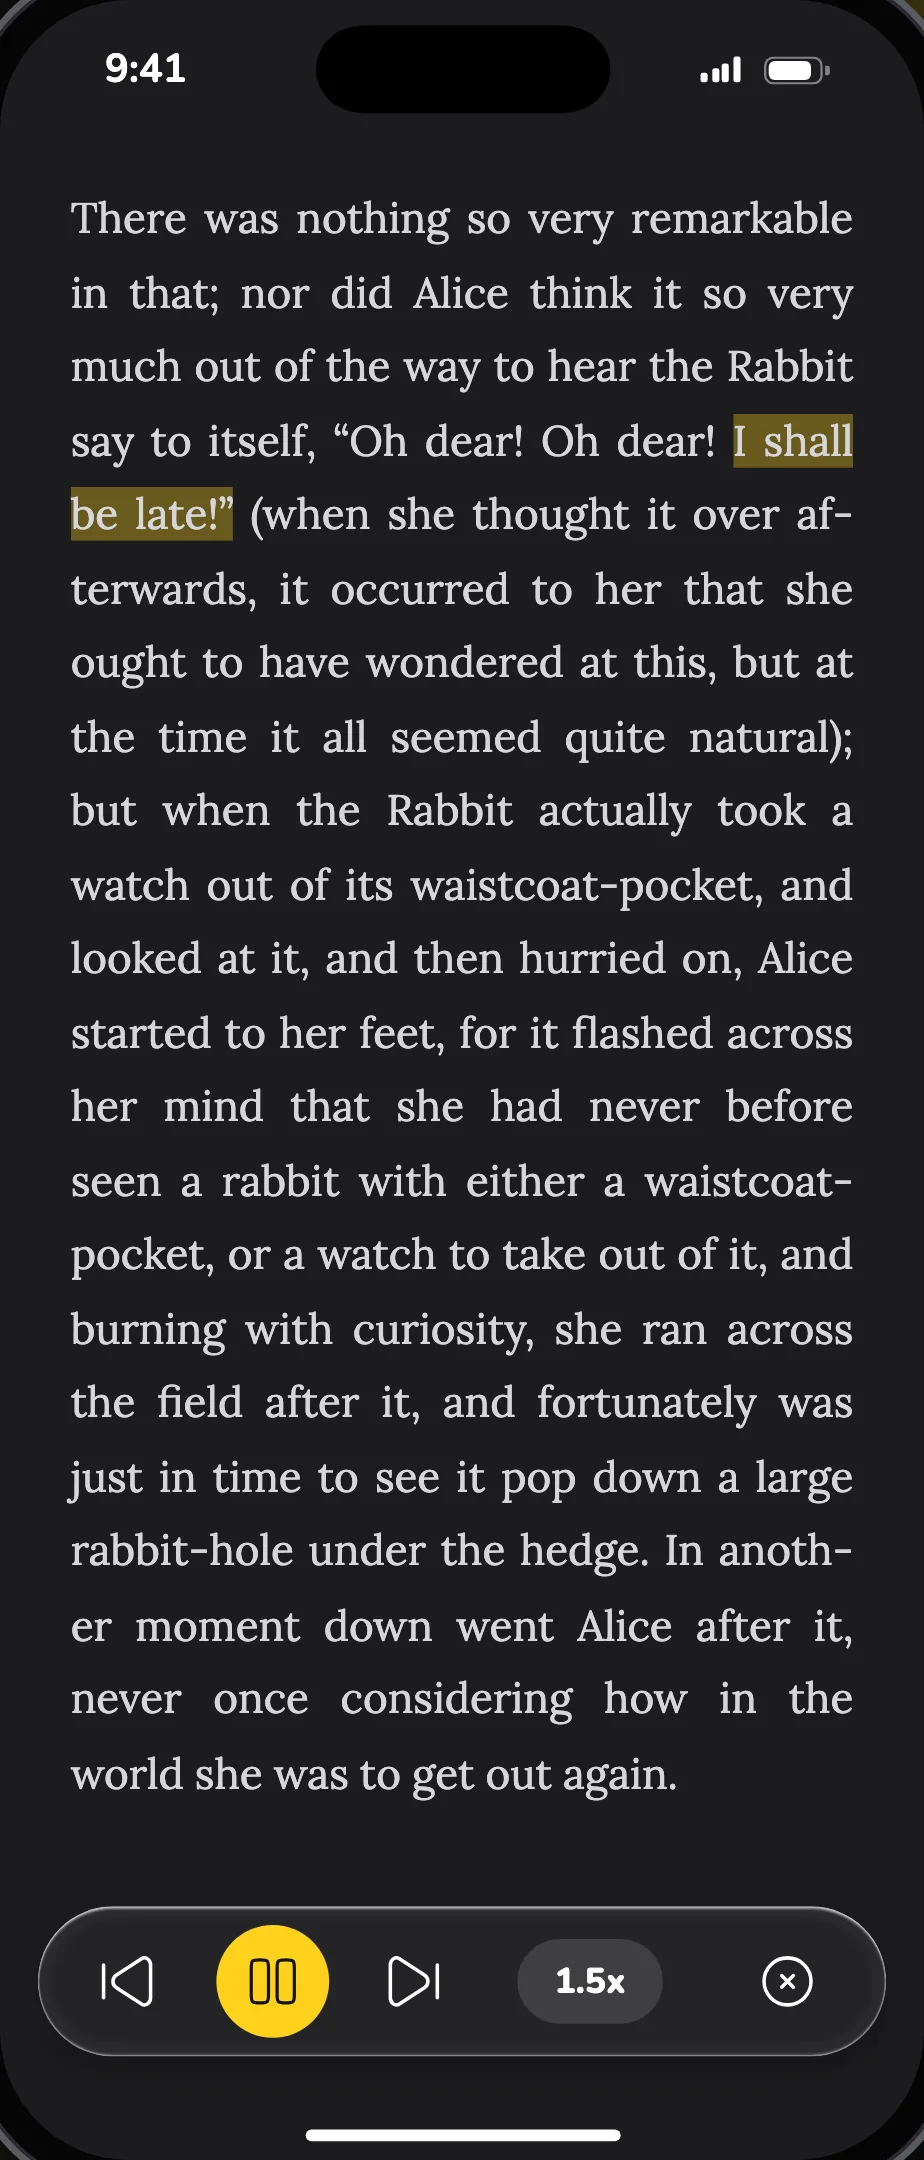 9:41
There was nothing so very remarkable
in that; nor did Alice think it so very
much out of the way to hear the Rabbit
say to itself, “Oh dear! Oh dear! I shall
be late!” (when she thought it over af-
terwards, it occurred to her that she
ought to have wondered at this, but at
the time it all seemed quite natural);
but when the Rabbit actually took a
watch out of its waistcoat-pocket, and
looked at it, and then hurried on, Alice
started to her feet, for it flashed across
her mind that she had never before
seen a rabbit with either a waistcoat-
pocket, or a watch to take out of it, and
burning with curiosity, she ran across
the field after it, and fortunately was
just in time to see it pop down a large
rabbit-hole under the hedge. In anoth-
er moment down went Alice after it,
never once considering how in the
world she was to get out again.
1.5x